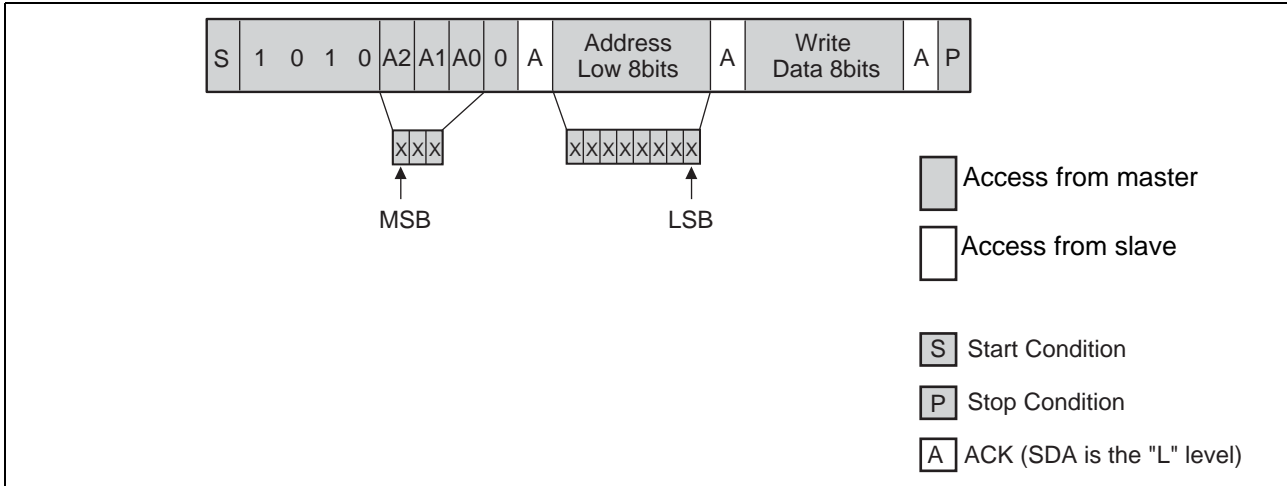 S 1 0 1 0 A2 A1 A0 0 A Address Low 8bits A Write Data 8bits A P
XXX XXXXXXXX
MSB LSB
Access from master
Access from slave
S Start Condition
P Stop Condition
A ACK (SDA is the "L" level)